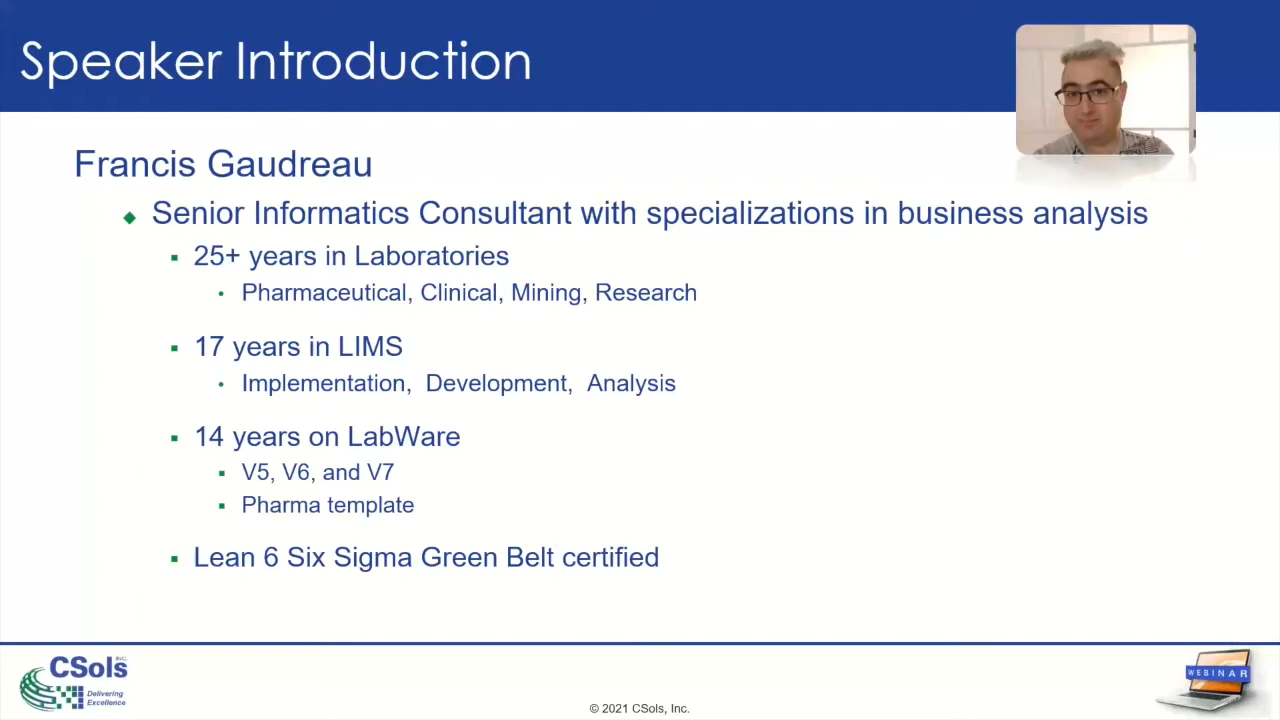 Speaker Introduction
Francis Gaudreau
Senior Informatics Consultant with specializations in business analysis
25+ years in Laboratories
Pharmaceutical, Clinical, Mining, Research
17 years in LIMS
Implementation, Development, Analysis
14 years on LabWare
V5, V6, and V7
Pharma template
Lean 6 Six Sigma Green Belt certified
CSols INC.
Delivering
Excellence
© 2021 CSols, Inc.
WEBINAR